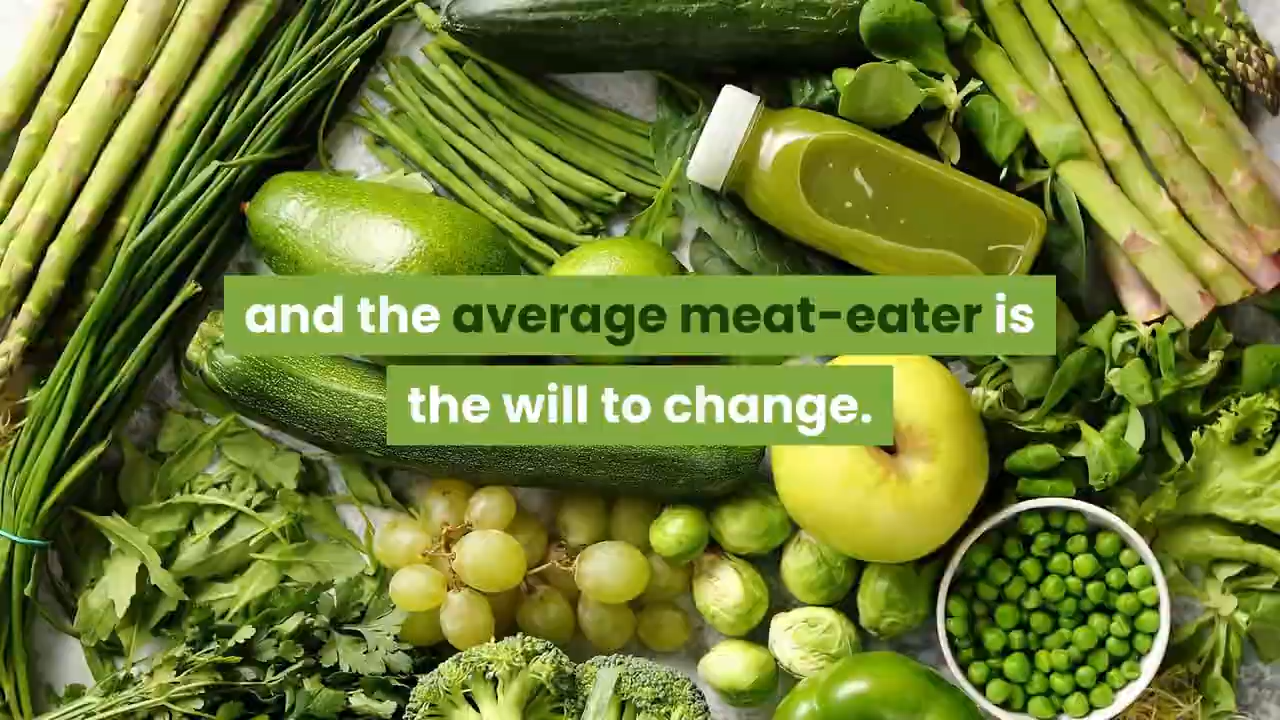 and the average meat-eater is
the will to change.